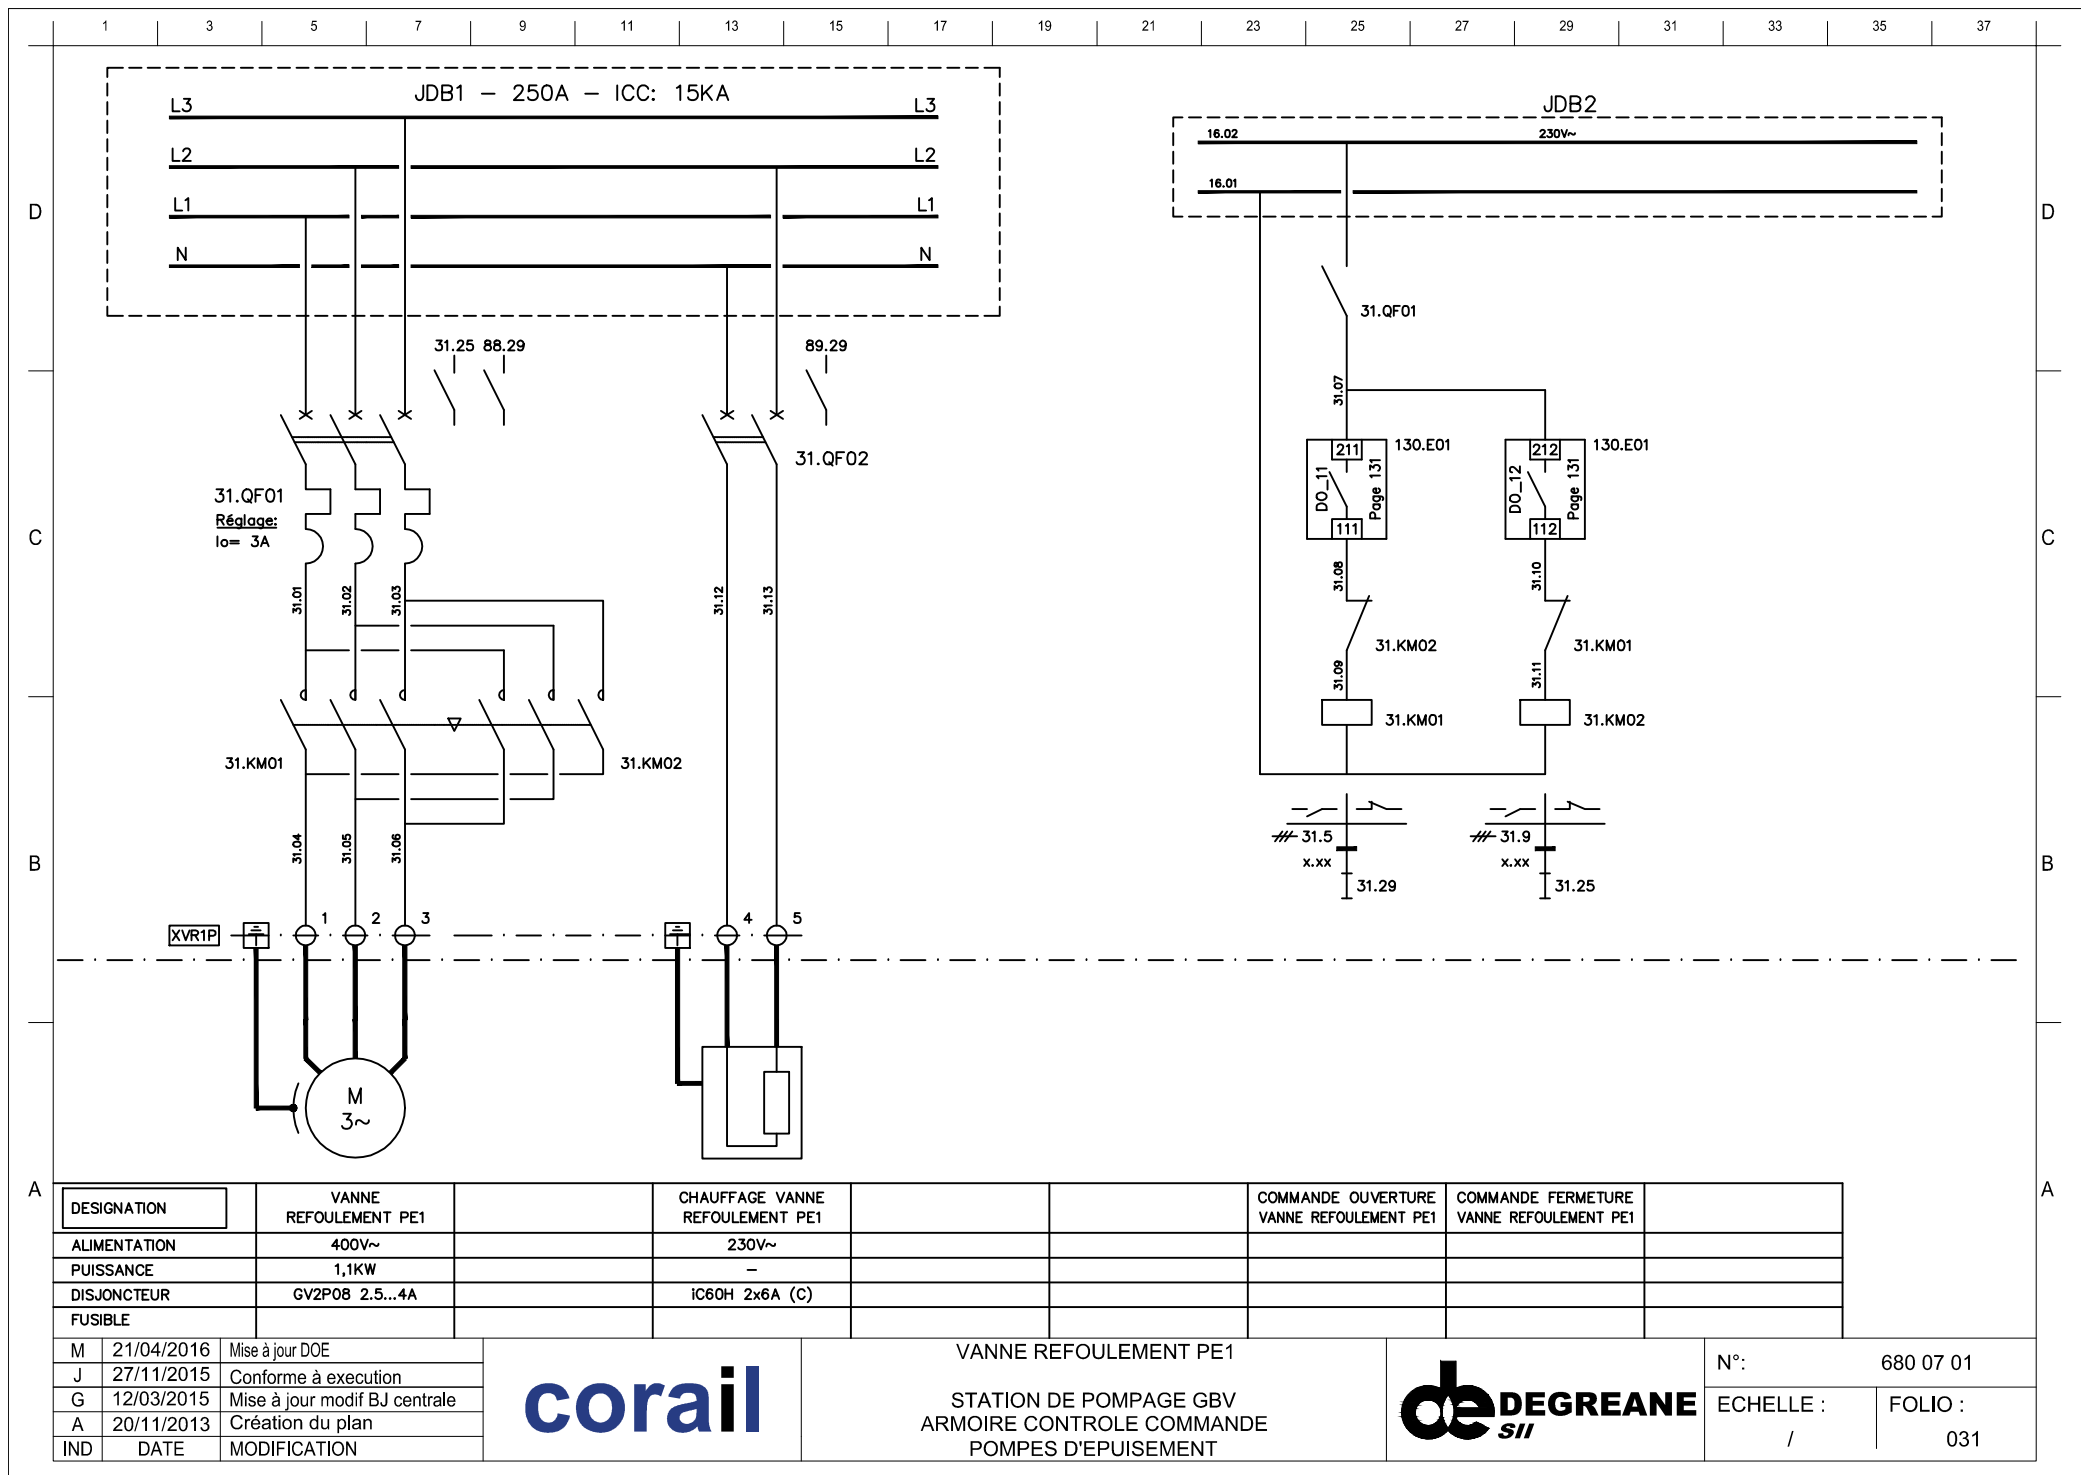 1 3 5 7 9 11 13 15 17 19 21 23 25 27 29 31 33 35 37
JDB1 - 250A - ICC: 15KA
L3 L3
L2 L2
L1 L1
N N
JDB2
16.02 230V~
16.01
D D
31.QF01
31.25 88.29 89.29
31.07
31.QF02
211 130.E01 212 130.E01
DO_11 Page 131 DO_12 Page 131
111 112
31.QF01
Réglage:
Io= 3A
C C
31.01 31.02 31.03 31.12 31.13 31.08 31.10
31.KM02 31.KM01
31.09 31.11
31.KM01 31.KM02
31.KM01 31.KM02
31.04 31.05 31.06
31.5 31.9
x.xx x.xx
31.29 31.25
B B
XVR1P 1 2 3 4 5
M
3~
A A
DESIGNATION
VANNE
REFOULEMENT PE1
CHAUFFAGE VANNE
REFOULEMENT PE1
COMMANDE OUVERTURE
VANNE REFOULEMENT PE1
COMMANDE FERMETURE
VANNE REFOULEMENT PE1
ALIMENTATION 400V~ 230V~
PUISSANCE 1,1KW -
DISJONCTEUR GV2P08 2.5...4A iC60H 2x6A (C)
FUSIBLE
M 21/04/2016 Mise à jour DOE
J 27/11/2015 Conforme à execution
G 12/03/2015 Mise à jour modif BJ centrale
A 20/11/2013 Création du plan
IND DATE MODIFICATION
corail
VANNE REFOULEMENT PE1
STATION DE POMPAGE GBV
ARMOIRE CONTROLE COMMANDE
POMPES D'EPUISEMENT
de DEGREANE
SII
N°: 680 07 01
ECHELLE : FOLIO :
/ 031